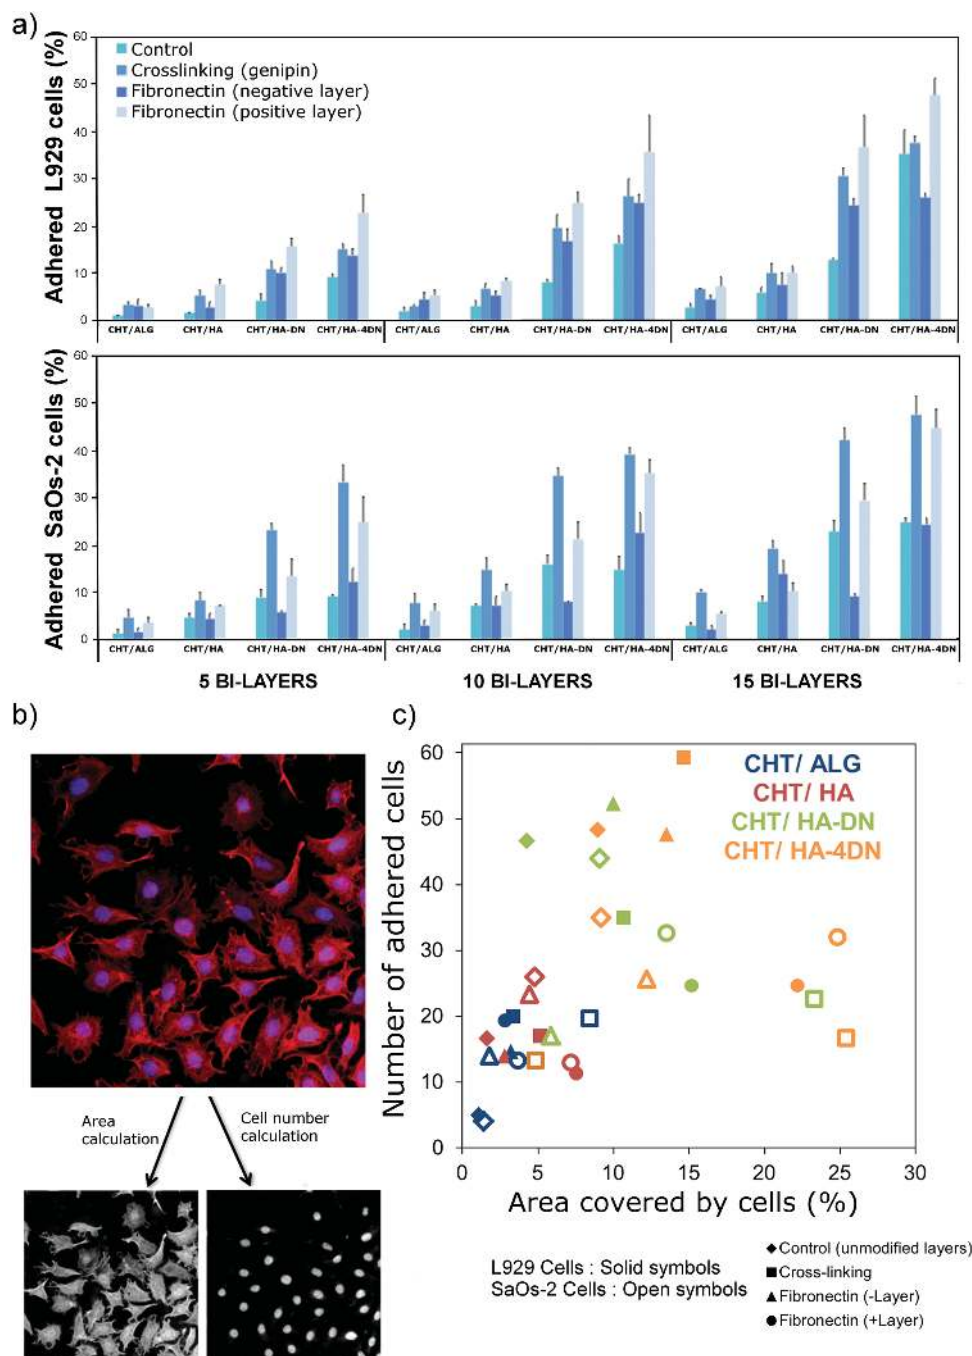 a)
Adhered L929 cells (%)
60
50
40
30
20
10
0
Control
Crosslinking (genipin)
Fibronectin (negative layer)
Fibronectin (positive layer)
CHT/ALG CHT/HA CHT/HA-DN CHT/HA-4DN CHT/ALG CHT/HA CHT/HA-DN CHT/HA-4DN CHT/ALG CHT/HA CHT/HA-DN CHT/HA-4DN
Adhered SaOs-2 cells (%)
60
50
40
30
20
10
0
CHT/ALG CHT/HA CHT/HA-DN CHT/HA-4DN CHT/ALG CHT/HA CHT/HA-DN CHT/HA-4DN CHT/ALG CHT/HA CHT/HA-DN CHT/HA-4DN
5 BI-LAYERS 10 BI-LAYERS 15 BI-LAYERS
b)
Area
calculation
Cell number
calculation
c)
Number of adhered cells
60
50
40
30
20
10
0
CHT/ ALG
CHT/ HA
CHT/ HA-DN
CHT/ HA-4DN
0 5 10 15 20 25 30
Area covered by cells (%)
L929 Cells : Solid symbols
SaOs-2 Cells : Open symbols
Control (unmodified layers)
Cross-linking
Fibronectin (-Layer)
Fibronectin (+Layer)